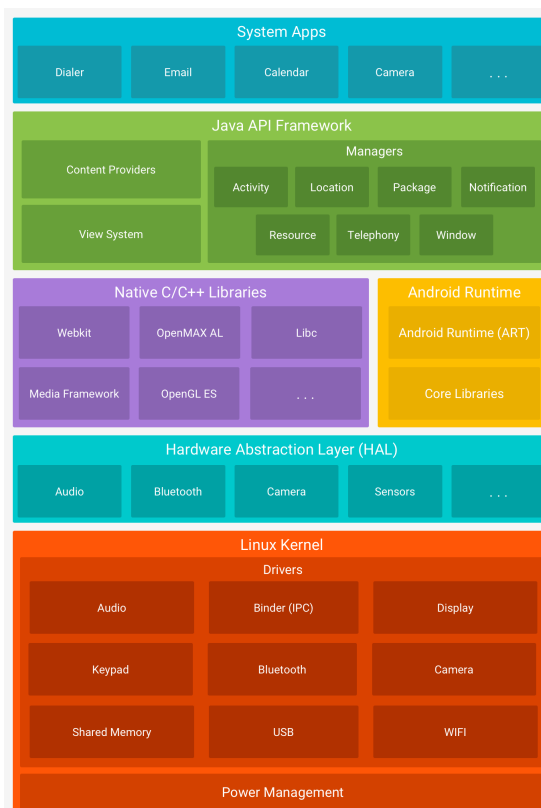 System Apps
Dialer
Email
Calendar
Camera
. . .
Java API Framework
Content Providers
View System
Managers
Activity
Location
Package
Notification
Resource
Telephony
Window
Native C/C++ Libraries
Webkit
OpenMAX AL
Libc
Media Framework
OpenGL ES
. . .
Android Runtime
Android Runtime (ART)
Core Libraries
Hardware Abstraction Layer (HAL)
Audio
Bluetooth
Camera
Sensors
. . .
Linux Kernel
Drivers
Audio
Binder (IPC)
Display
Keypad
Bluetooth
Camera
Shared Memory
USB
WIFI
Power Management